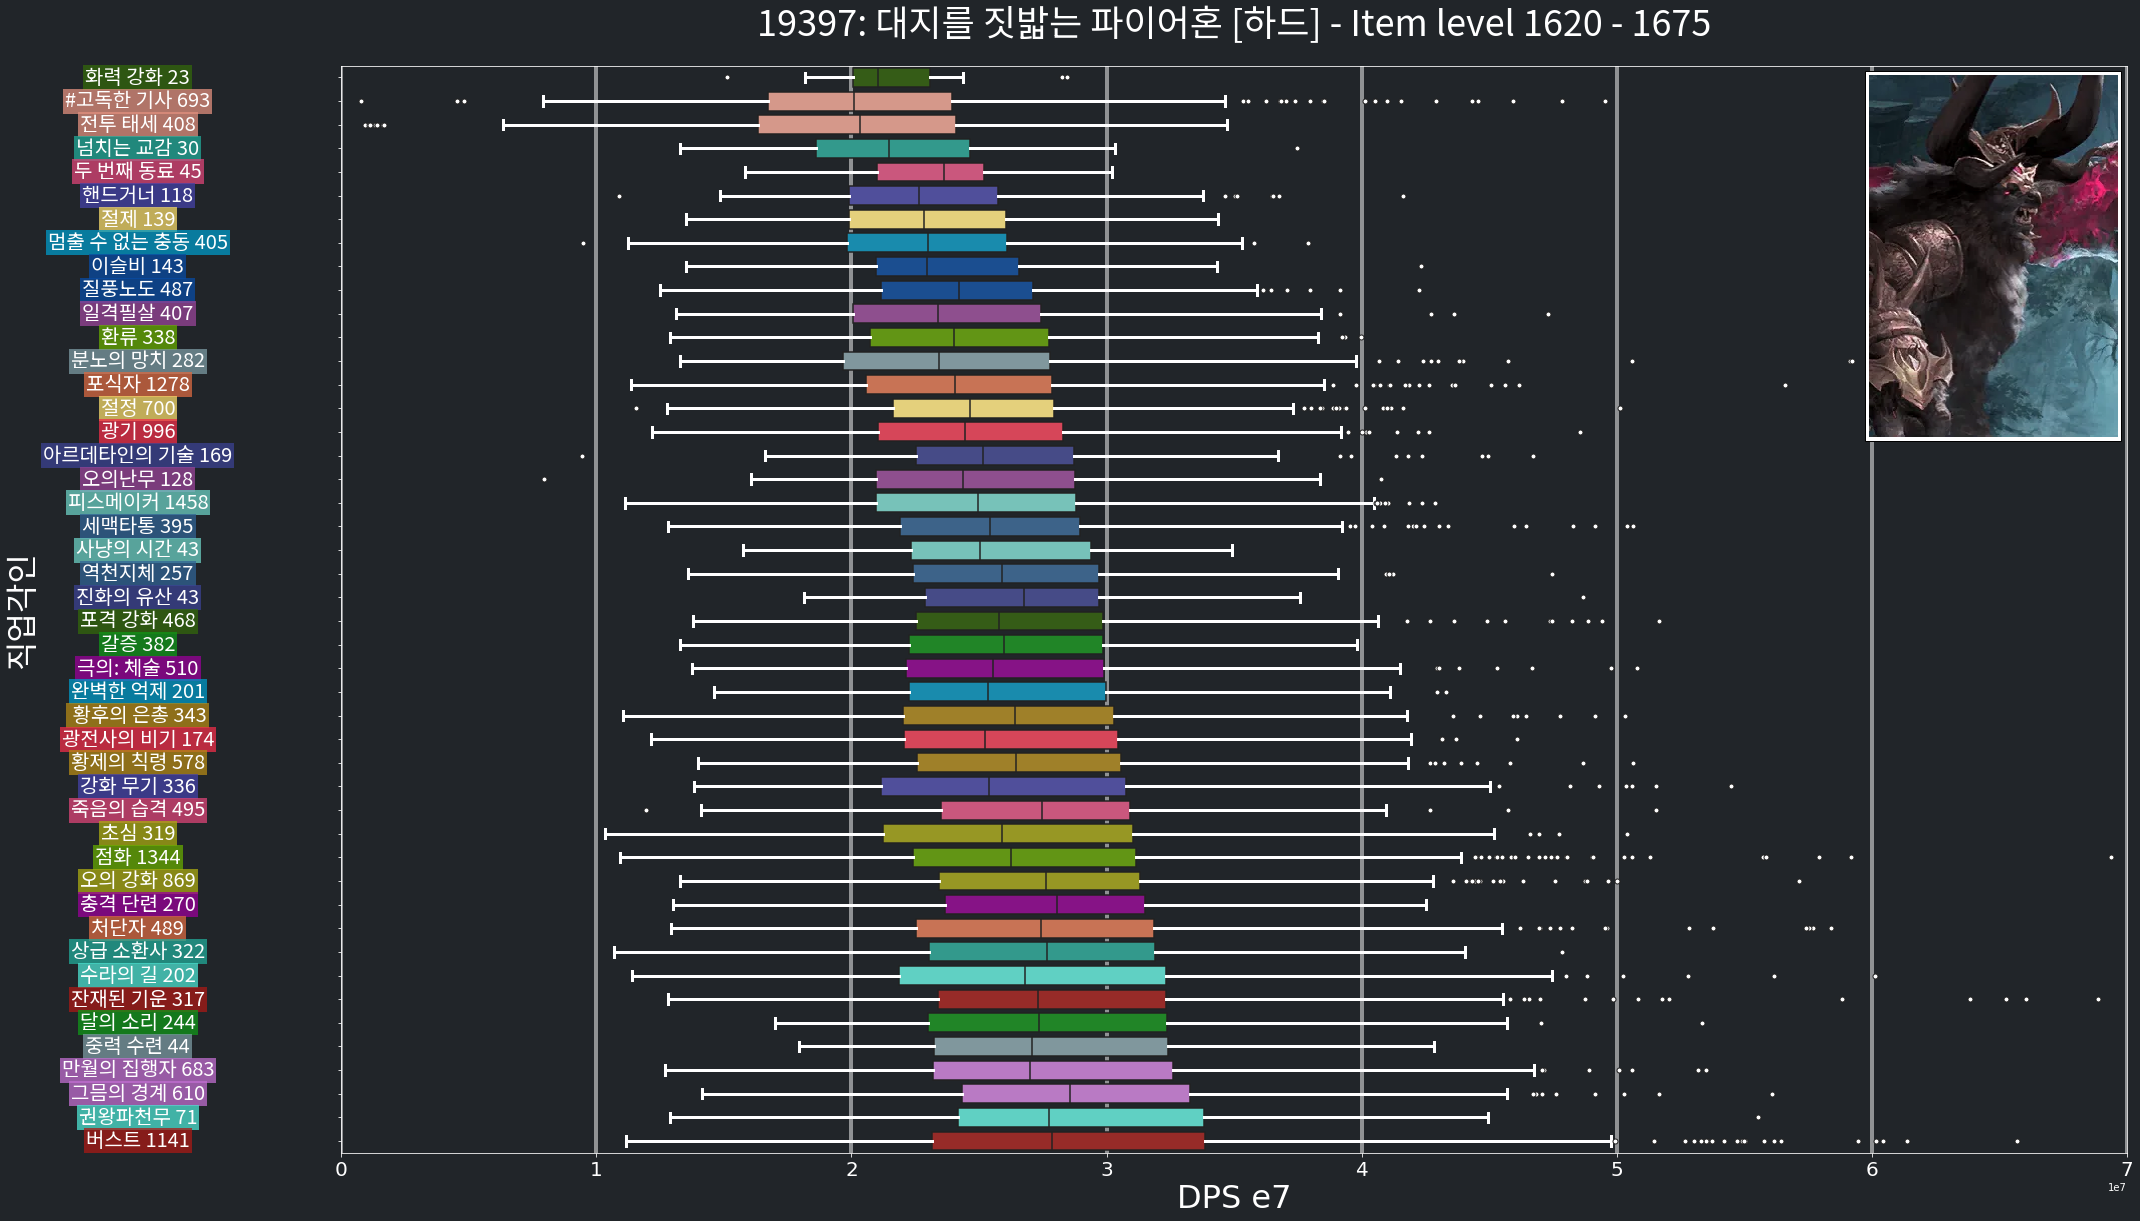 19397: 대지를 짓밟는 파이어혼 [하드] - Item level 1620 - 1675
화력 강화 23
#고독한 기사 693
전투 태세 408
넘치는 교감 30
두 번째 동료 45
핸드거너 118
절제 139
멈출 수 없는 충동 405
이슬비 143
질풍노도 487
일격필살 407
환류 338
분노의 망치 282
포식자 1278
절정 700
광기 996
아르데타인의 기술 169
오의난무 128
피스메이커 1458
세맥타통 395
사냥의 시간 43
역천지체 257
진화의 유산 43
포격 강화 468
갈증 382
극의: 체술 510
완벽한 억제 201
황후의 은총 343
광전사의 비기 174
황제의 칙령 578
강화 무기 336
죽음의 습격 495
초심 319
점화 1344
오의 강화 869
충격 단련 270
처단자 489
상급 소환사 322
수라의 길 202
잔재된 기운 317
달의 소리 244
중력 수련 44
만월의 집행자 683
그믐의 경계 610
권왕파천무 71
버스트 1141
직업각인
0 1 2 3 4 5 6 7
1e7
DPS e7